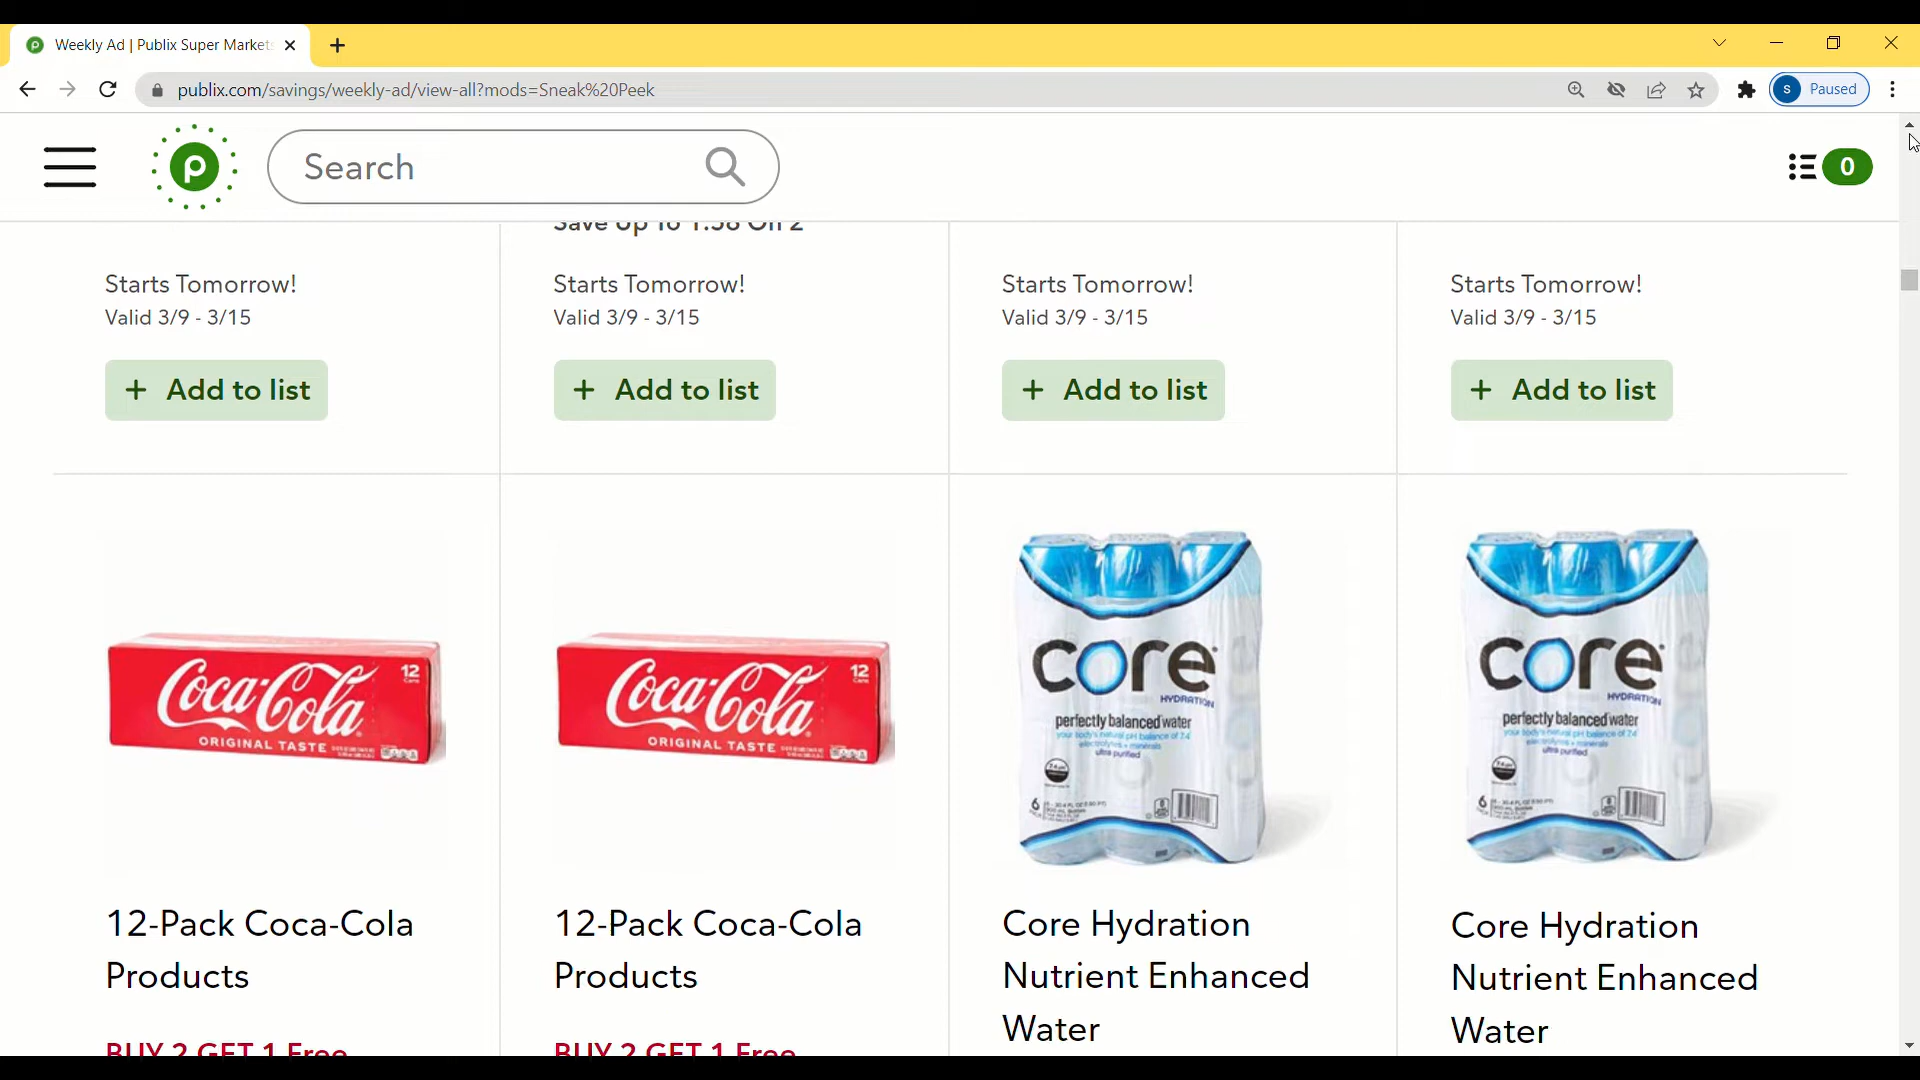 Weekly Ad | Publix Super Market
publix.com/savings/weekly-ad/view-all?mods=Sneak%20Peek
S Paused
p
Search
0
Save Up To 1.58 On 2
Starts Tomorrow!
Valid 3/9 - 3/15
+ Add to list
Starts Tomorrow!
Valid 3/9 - 3/15
+ Add to list
Starts Tomorrow!
Valid 3/9 - 3/15
+ Add to list
Starts Tomorrow!
Valid 3/9 - 3/15
+ Add to list
Coca-Cola
12
ORIGINAL TASTE
12-Pack Coca-Cola
Products
BUY 2 GET 1 Free
Coca-Cola
12
ORIGINAL TASTE
12-Pack Coca-Cola
Products
BUY 2 GET 1 Free
core
HYDRATION
perfectly balanced water
your body's natural pH balance of 7.4
electrolytes + minerals
ultra purified
6
Core Hydration
Nutrient Enhanced
Water
core
HYDRATION
perfectly balanced water
your body's natural pH balance of 7.4
electrolytes + minerals
ultra purified
6
Core Hydration
Nutrient Enhanced
Water